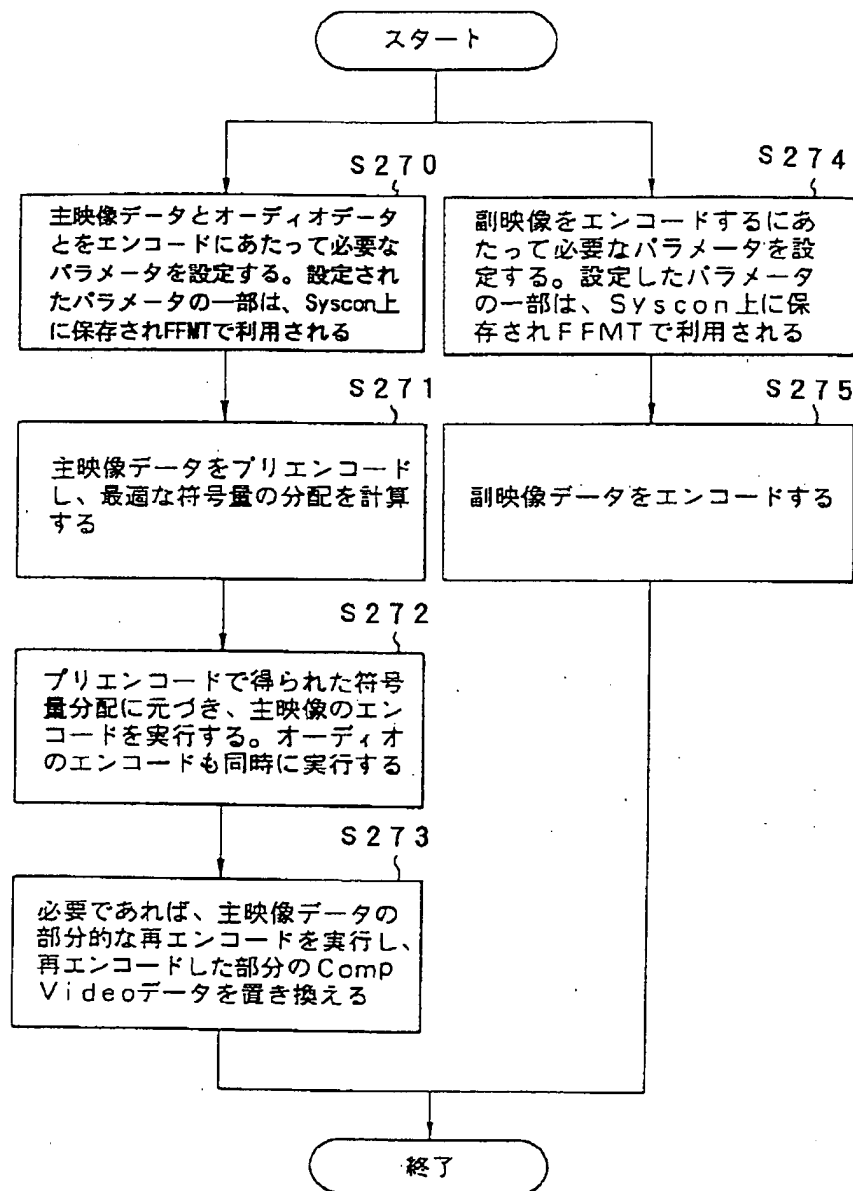 スタート
S270
主映像データとオーディオデータ
とをエンコードにあたって必要な
パラメータを設定する。設定され
たパラメータの一部は、Syscon上
に保存されFFMTで利用される
S271
主映像データをプリエンコード
し、最適な符号量の分配を計算
する
S272
プリエンコードで得られた符号
量分配に元づき、主映像のエン
コードを実行する。オーディオ
のエンコードも同時に実行する
S273
必要であれば、主映像データの
部分的な再エンコードを実行し、
再エンコードした部分のComp
Videoデータを置き換える
S274
副映像をエンコードするにあ
たって必要なパラメータを設
定する。設定したパラメータ
の一部は、Syscon上に保
存されFFMTで利用される
S275
副映像データをエンコードする
終了